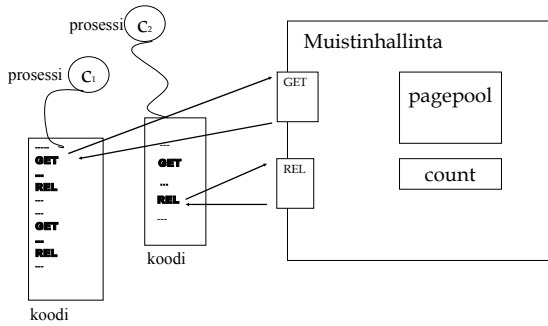 prosessi
C₂
prosessi
C₁
-----
GET
...
REL
---
---
GET
...
REL
---
koodi
----
GET
...
REL
---
koodi
Muistinhallinta
GET
REL
pagepool
count